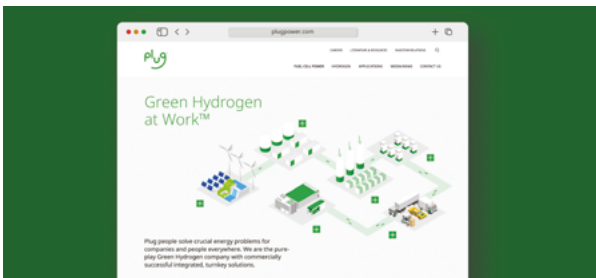 plugpower.com
plug
CAREERS LITERATURE & RESOURCES INVESTOR RELATIONS
FUEL CELL POWER HYDROGEN APPLICATIONS MEDIA ROOM CONTACT US
Green Hydrogen
at Work™
Plug people solve crucial energy problems for
companies and people everywhere. We are the pure-
play Green Hydrogen company with commercially
successful integrated, turnkey solutions.